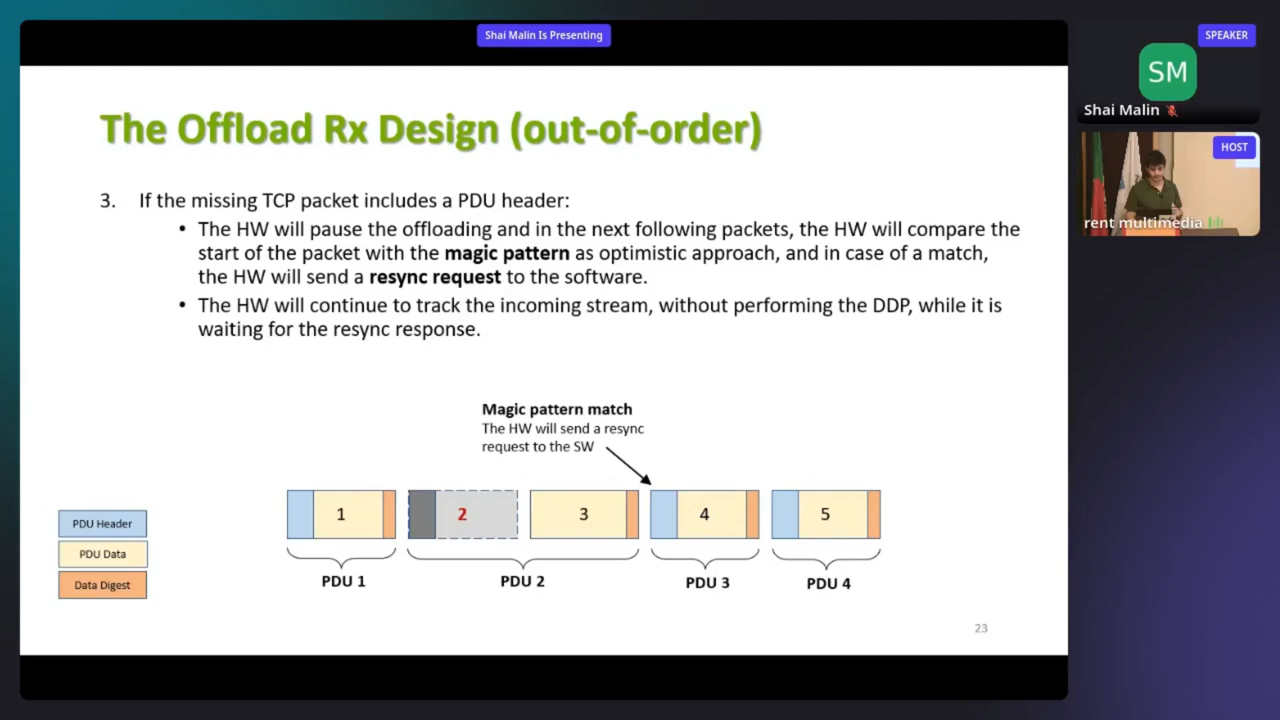 Shai Malin Is Presenting
SPEAKER
SM
Shai Malin
HOST
rent multimedia
The Offload Rx Design (out-of-order)
3. If the missing TCP packet includes a PDU header:
• The HW will pause the offloading and in the next following packets, the HW will compare the
start of the packet with the magic pattern as optimistic approach, and in case of a match,
the HW will send a resync request to the software.
• The HW will continue to track the incoming stream, without performing the DDP, while it is
waiting for the resync response.
Magic pattern match
The HW will send a resync
request to the SW
1
2
3
4
5
PDU Header
PDU Data
Data Digest
PDU 1
PDU 2
PDU 3
PDU 4
23